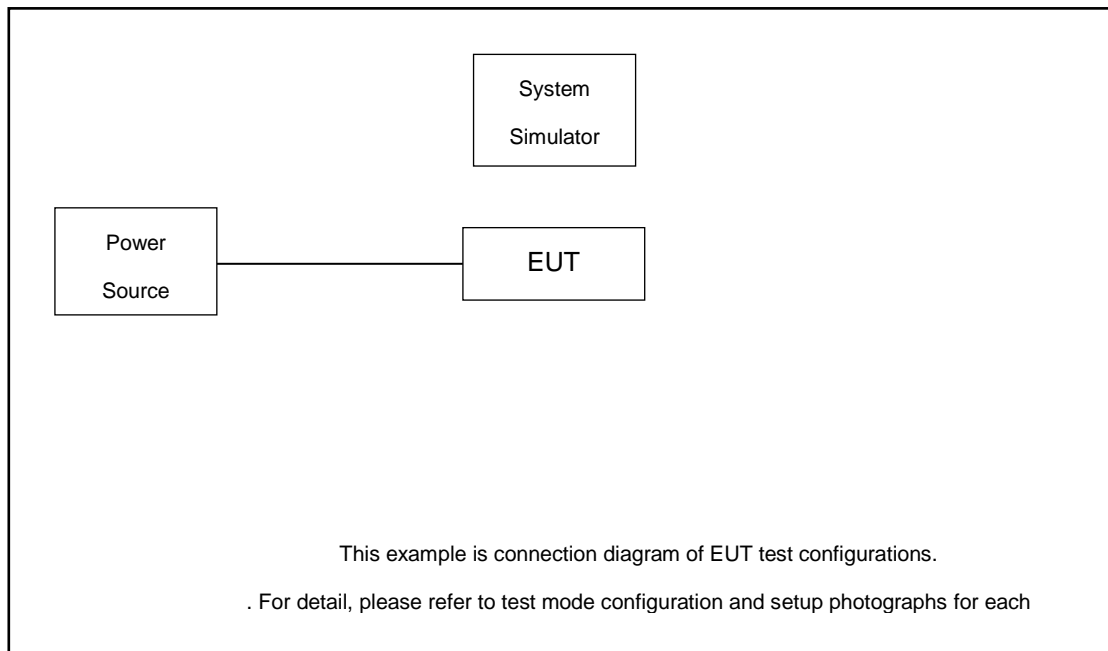 System
Simulator
Power
Source
EUT
This example is connection diagram of EUT test configurations.
. For detail, please refer to test mode configuration and setup photographs for each